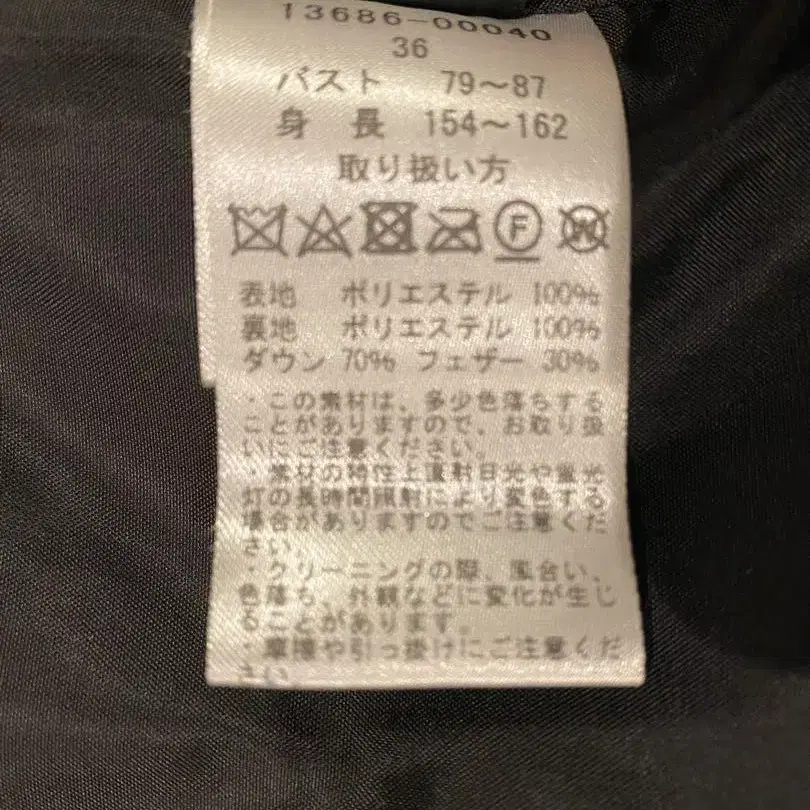 13686-00040
36
バスト 79〜87
身 長 154〜162
取り扱い方
F W
表地 ポリエステル 100%
裏地 ポリエステル 100%
ダウン 70% フェザー 30%
・この素材は、多少色落ちする
ことがありますので、お取り扱
いにご注意ください。
・素材の特性上直射日光や蛍光
灯の長時間照射により変色する
場合がありますのでご注意くだ
さい。
・クリーニングの際、風合い、
色落ち、外観などに変化が生じ
ることがあります。
・摩擦や引っ掛けにご注意くだ
さい。